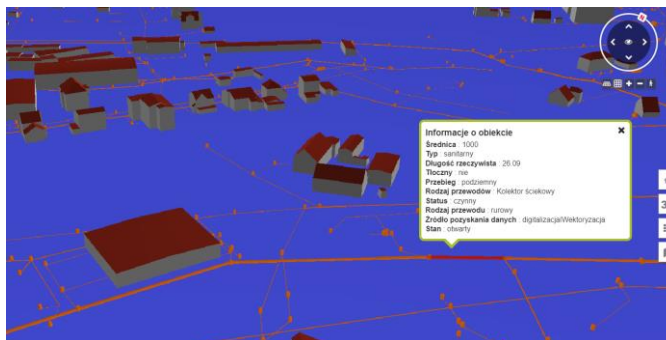 Informacje o obiekcie
Średnica : 1000
Typ : sanitarny
Długość rzeczywista : 26.09
Tłoczny : nie
Przebieg : podziemny
Rodzaj przewodów : Kolektor ściekowy
Status : czynny
Rodzaj przewodu : rurowy
Źródło pozyskania danych : digitalizacja/Wektoryzacja
Stan : otwarty